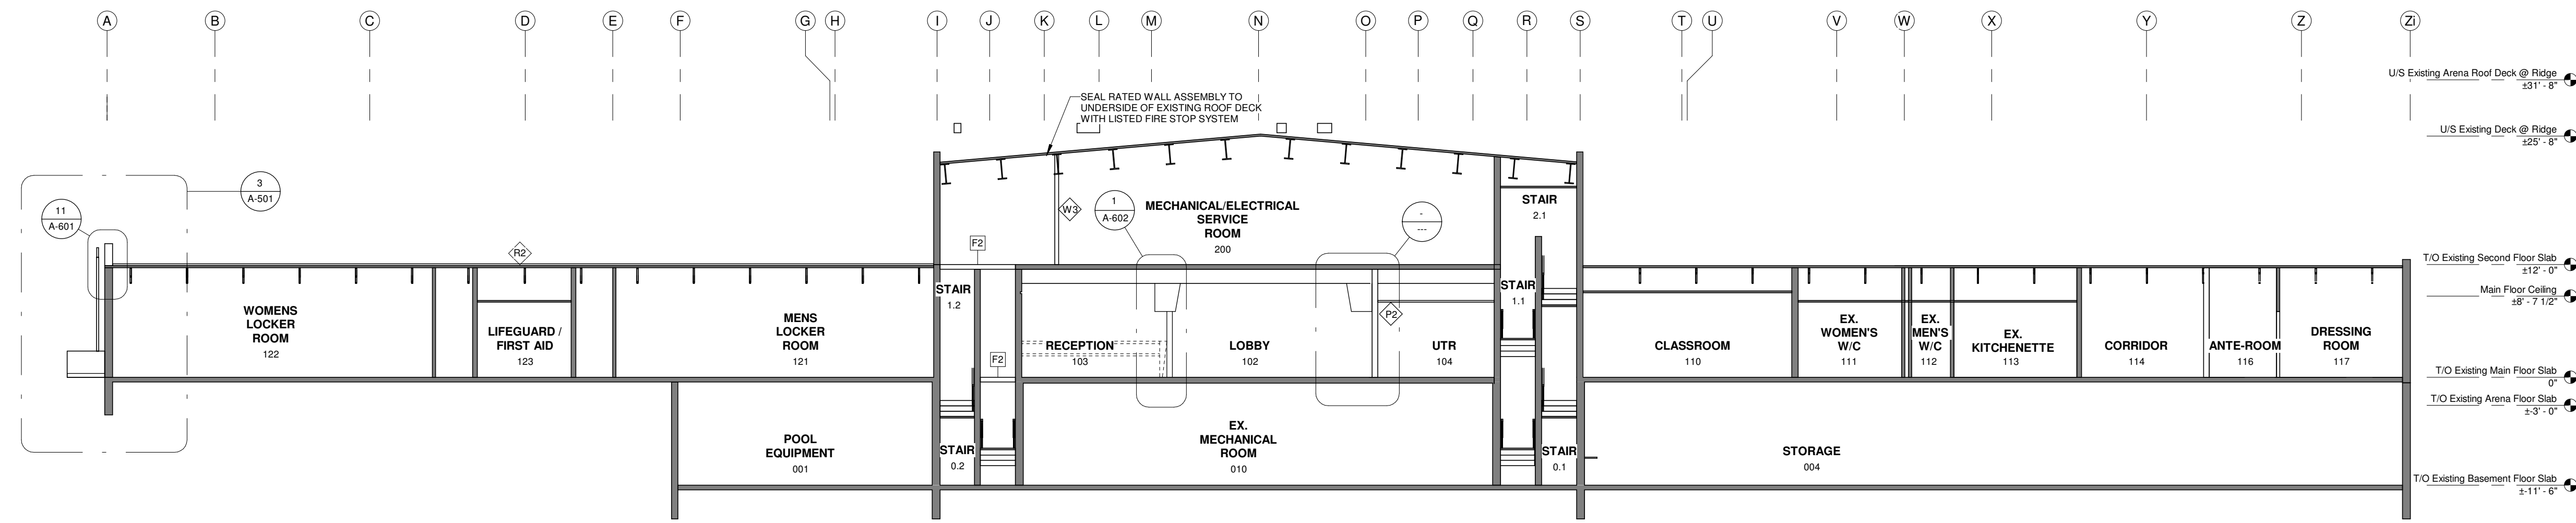 A B C D E F G H I J K L M N O P Q R S T U V W X Y Z Zi
U/S Existing Arena Roof Deck @ Ridge
±31' - 8"
SEAL RATED WALL ASSEMBLY TO
UNDERSIDE OF EXISTING ROOF DECK
WITH LISTED FIRE STOP SYSTEM
U/S Existing Deck @ Ridge
±25' - 8"
3
A-501
11
A-601
W3
1
A-602
MECHANICAL/ELECTRICAL
SERVICE
ROOM
200
-
---
STAIR
2.1
R2
F2
T/O Existing Second Floor Slab
±12' - 0"
Main Floor Ceiling
±8' - 7 1/2"
WOMENS
LOCKER
ROOM
122
LIFEGUARD /
FIRST AID
123
MENS
LOCKER
ROOM
121
STAIR
1.2
F2
RECEPTION
103
LOBBY
102
P2
UTR
104
STAIR
1.1
CLASSROOM
110
EX.
WOMEN'S
W/C
111
EX.
MEN'S
W/C
112
EX.
KITCHENETTE
113
CORRIDOR
114
ANTE-ROOM
116
DRESSING
ROOM
117
T/O Existing Main Floor Slab
0"
T/O Existing Arena Floor Slab
±-3' - 0"
POOL
EQUIPMENT
001
STAIR
0.2
EX.
MECHANICAL
ROOM
010
STAIR
0.1
STORAGE
004
T/O Existing Basement Floor Slab
±-11' - 6"